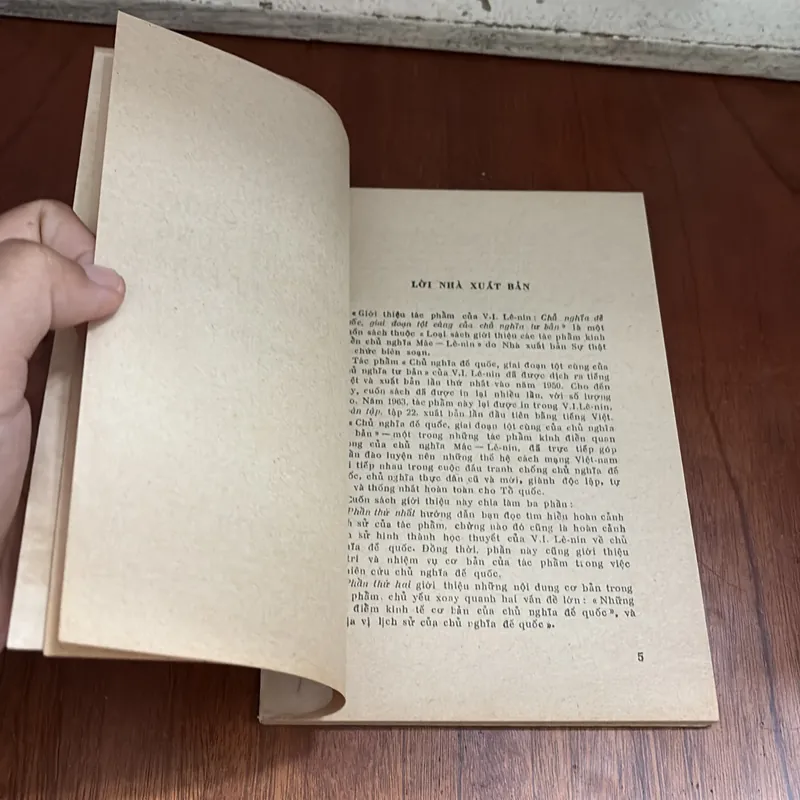 LỜI NHÀ XUẤT BẢN
« Giới thiệu tác phẩm của V.I. Lê-nin : Chủ nghĩa đế
quốc, giai đoạn tột cùng của chủ nghĩa tư bản » là một
sách thuộc « Loại sách giới thiệu các tác phẩm kinh
chủ nghĩa Mác — Lê-nin » do Nhà xuất bản Sự thật
chức biên soạn.
Tác phẩm « Chủ nghĩa đế quốc, giai đoạn tột cùng của
nghĩa tư bản » của V.I. Lê-nin đã được dịch ra tiếng
và xuất bản lần thứ nhất vào năm 1950. Cho đến
cuốn sách đã được in lại nhiều lần, với số lượng
Năm 1963, tác phẩm này lại được in trong V.I.Lê-nin,
tập, tập 22, xuất bản lần đầu tiên bằng tiếng Việt.
« Chủ nghĩa đế quốc, giai đoạn tột cùng của chủ nghĩa
bản » — một trong những tác phẩm kinh điển quan
của chủ nghĩa Mác — Lê-nin, đã trực tiếp góp
đào luyện nên những thế hệ cách mạng Việt-nam
tiếp nhau trong cuộc đấu tranh chống chủ nghĩa đế
chủ nghĩa thực dân cũ và mới, giành độc lập, tự
và thống nhất hoàn toàn cho Tổ quốc.
Cuốn sách giới thiệu này chia làm ba phần :
Phần thứ nhất hướng dẫn bạn đọc tìm hiểu hoàn cảnh
sử của tác phẩm, chừng nào đó cũng là hoàn cảnh
sử hình thành học thuyết của V.I. Lê-nin về chủ
đế quốc. Đồng thời, phần này cũng giới thiệu
trí và nhiệm vụ cơ bản của tác phẩm trong việc
cứu chủ nghĩa đế quốc.
Phần thứ hai giới thiệu những nội dung cơ bản trong
phẩm, chủ yếu xoay quanh hai vấn đề lớn : « Những
điểm kinh tế cơ bản của chủ nghĩa đế quốc », và
vị lịch sử của chủ nghĩa đế quốc ».
5